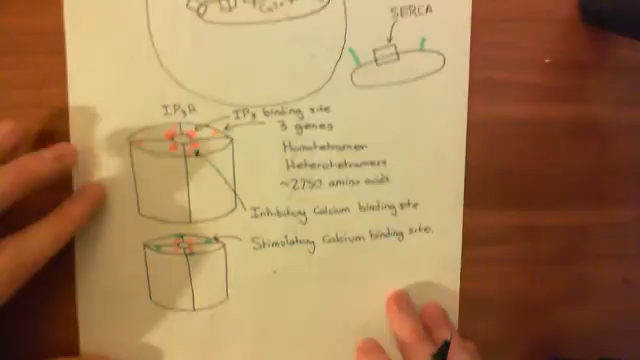 SERCA
IP3R
IP3 binding site
3 genes
Homotetramer
Heterotetramers
amino acids
Inhibitory Calcium binding site
Stimulatory Calcium binding site.